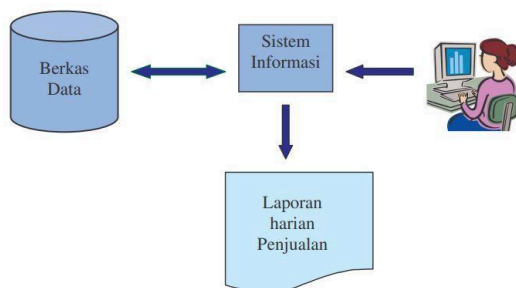 Berkas
Data
Sistem
Informasi
Laporan
harian
Penjualan